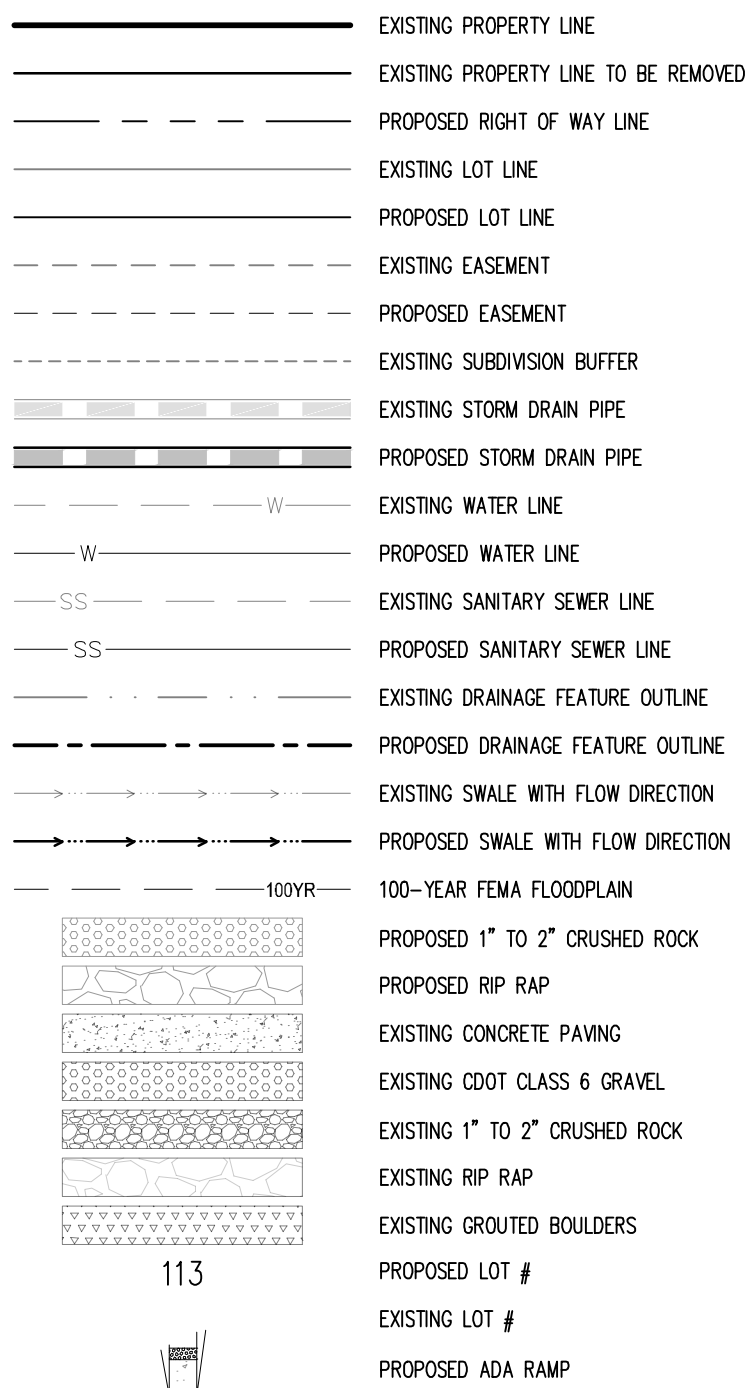 EXISTING PROPERTY LINE
EXISTING PROPERTY LINE TO BE REMOVED
PROPOSED RIGHT OF WAY LINE
EXISTING LOT LINE
PROPOSED LOT LINE
EXISTING EASEMENT
PROPOSED EASEMENT
EXISTING SUBDIVISION BUFFER
EXISTING STORM DRAIN PIPE
PROPOSED STORM DRAIN PIPE
W EXISTING WATER LINE
W PROPOSED WATER LINE
SS EXISTING SANITARY SEWER LINE
SS PROPOSED SANITARY SEWER LINE
EXISTING DRAINAGE FEATURE OUTLINE
PROPOSED DRAINAGE FEATURE OUTLINE
EXISTING SWALE WITH FLOW DIRECTION
PROPOSED SWALE WITH FLOW DIRECTION
100YR 100-YEAR FEMA FLOODPLAIN
PROPOSED 1" TO 2" CRUSHED ROCK
PROPOSED RIP RAP
EXISTING CONCRETE PAVING
EXISTING CDOT CLASS 6 GRAVEL
EXISTING 1" TO 2" CRUSHED ROCK
EXISTING RIP RAP
EXISTING GROUTED BOULDERS
113 PROPOSED LOT #
EXISTING LOT #
PROPOSED ADA RAMP